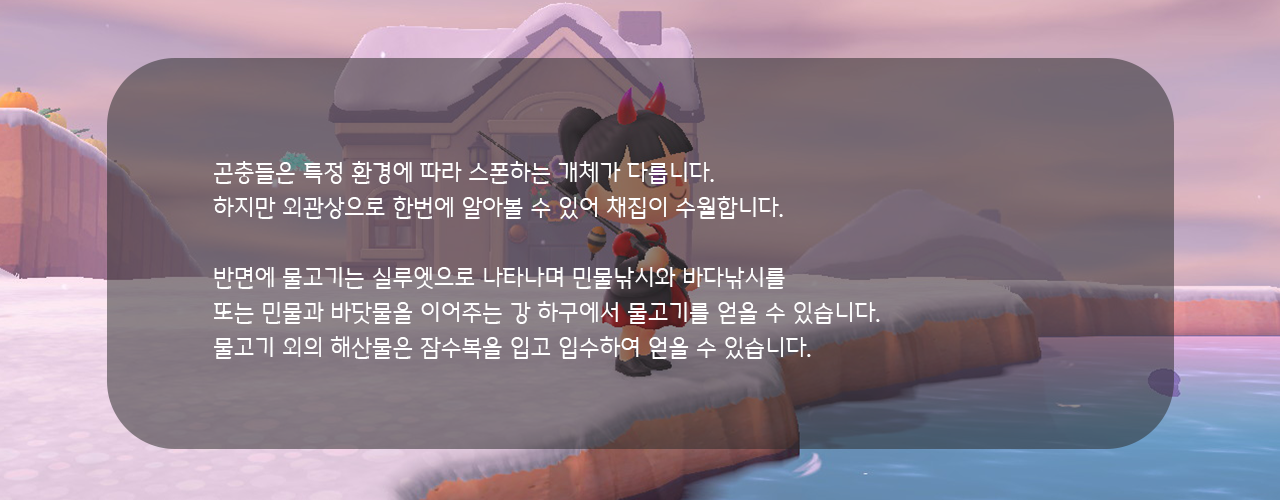 곤충들은 특정 환경에 따라 스폰하는 개체가 다릅니다.
하지만 외관상으로 한번에 알아볼 수 있어 채집이 수월합니다.
반면에 물고기는 실루엣으로 나타나며 민물낚시와 바다낚시를
또는 민물과 바닷물을 이어주는 강 하구에서 물고기를 얻을 수 있습니다.
물고기 외의 해산물은 잠수복을 입고 입수하여 얻을 수 있습니다.